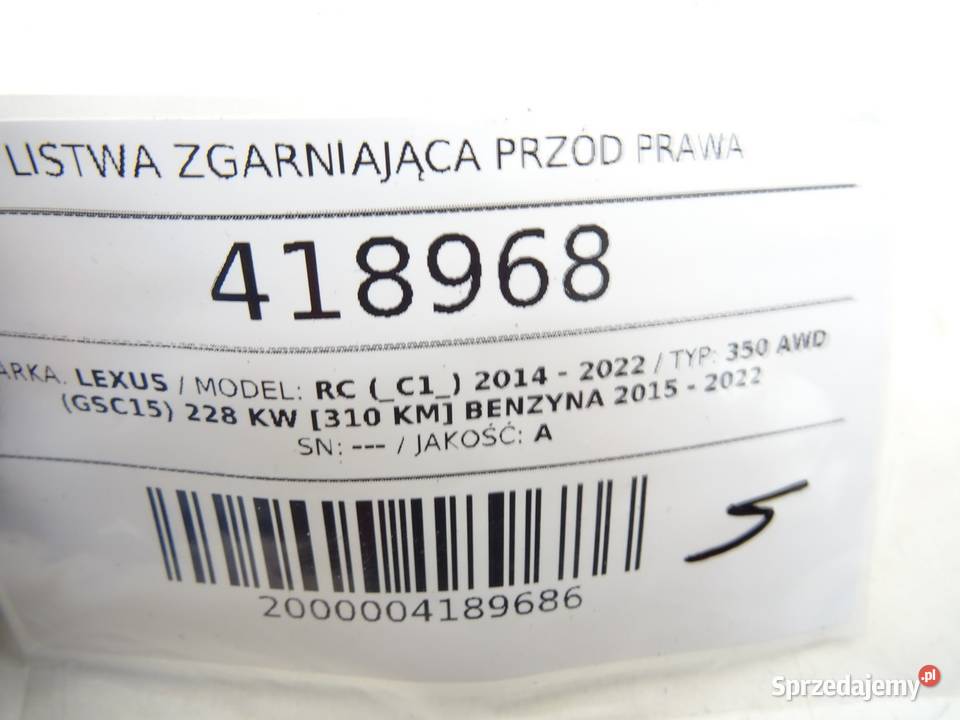 LISTWA ZGARNIAJĄCA PRZÓD PRAWA
418968
ARKA: LEXUS / MODEL: RC (_C1_) 2014 - 2022 / TYP: 350 AWD
(GSC15) 228 KW [310 KM] BENZYNA 2015 - 2022
SN: --- / JAKOŚĆ: A
2000004189686
5
Sprzedajemy.pl